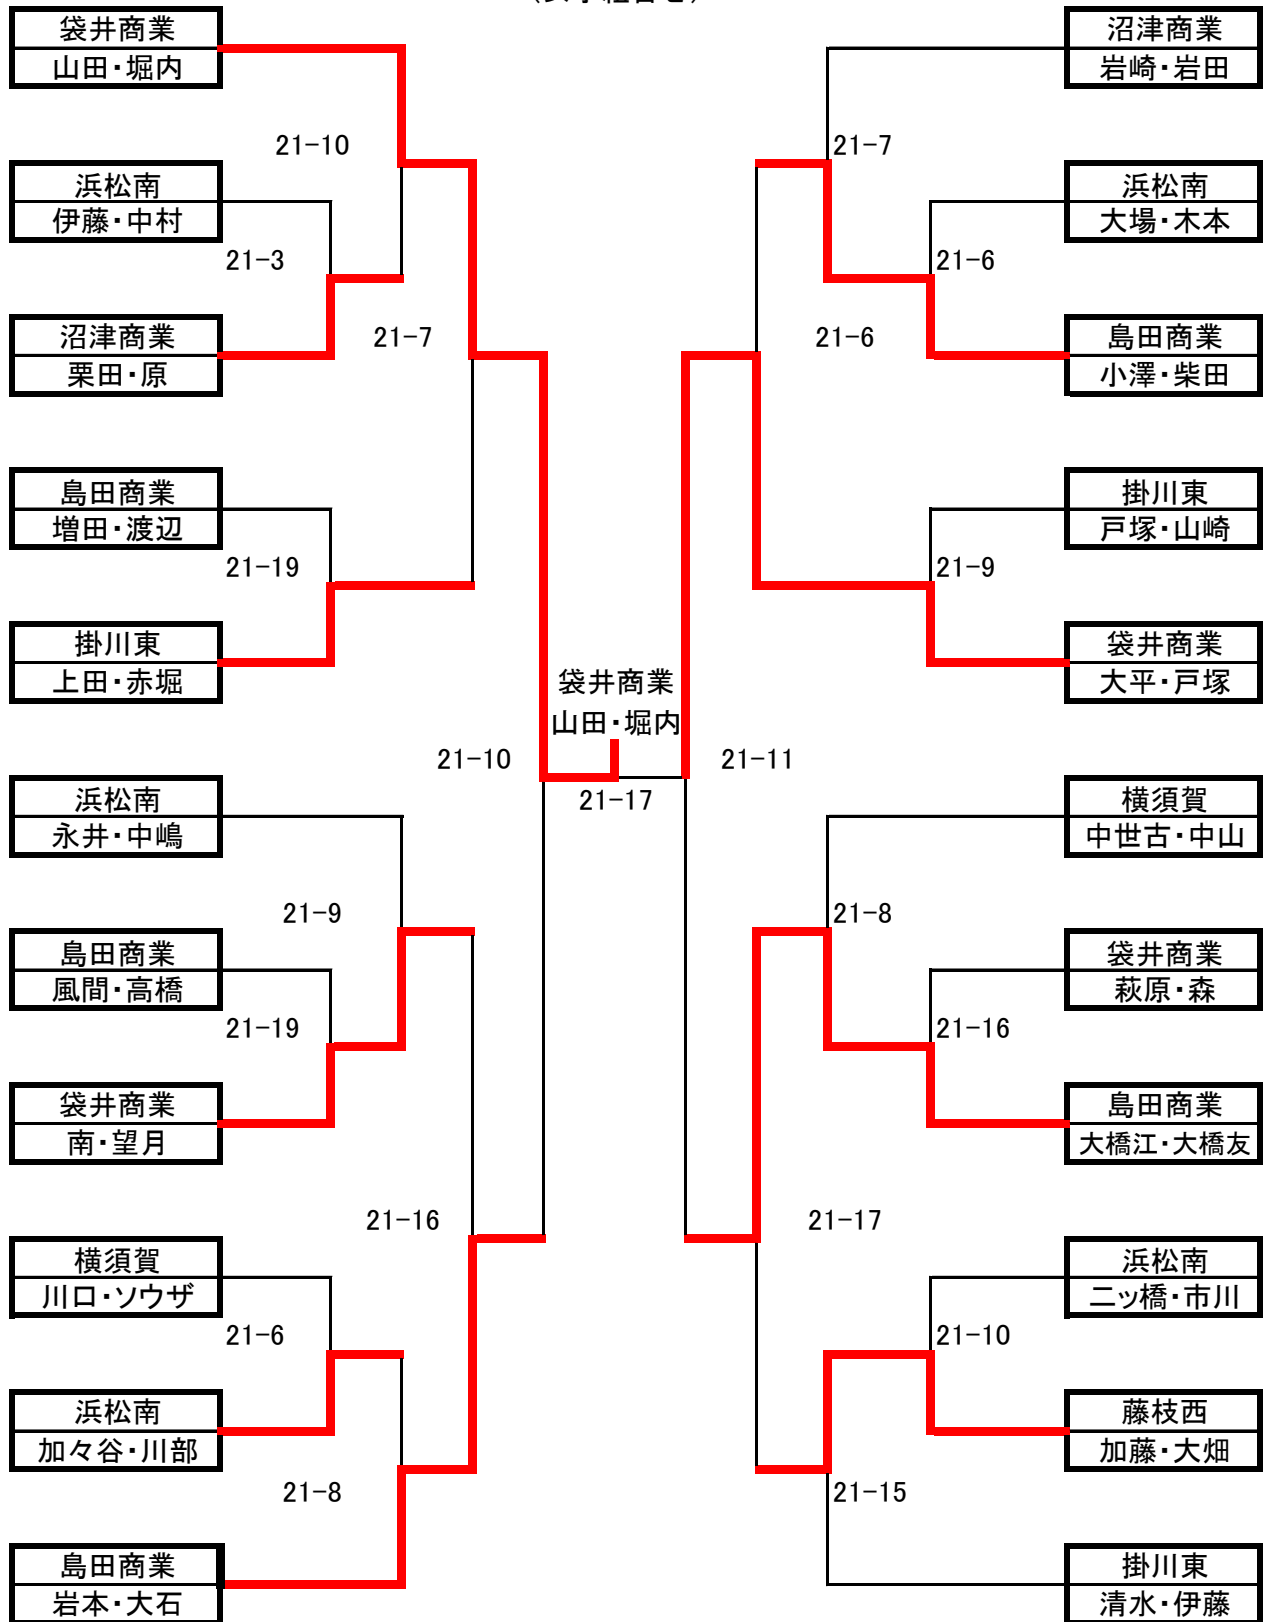 袋井商業
山田・堀内
21-10
浜松南
伊藤・中村
21-3
沼津商業
栗田・原
21-7
島田商業
増田・渡辺
21-19
掛川東
上田・赤堀
21-10
浜松南
永井・中嶋
21-9
島田商業
風間・高橋
21-19
袋井商業
南・望月
21-16
横須賀
川口・ソウザ
21-6
浜松南
加々谷・川部
21-8
島田商業
岩本・大石
袋井商業
山田・堀内
21-17
沼津商業
岩崎・岩田
21-7
浜松南
大場・木本
21-6
島田商業
小澤・柴田
21-6
掛川東
戸塚・山崎
21-9
袋井商業
大平・戸塚
21-11
横須賀
中世古・中山
21-8
袋井商業
萩原・森
21-16
島田商業
大橋江・大橋友
21-17
浜松南
二ッ橋・市川
21-10
藤枝西
加藤・大畑
21-15
掛川東
清水・伊藤